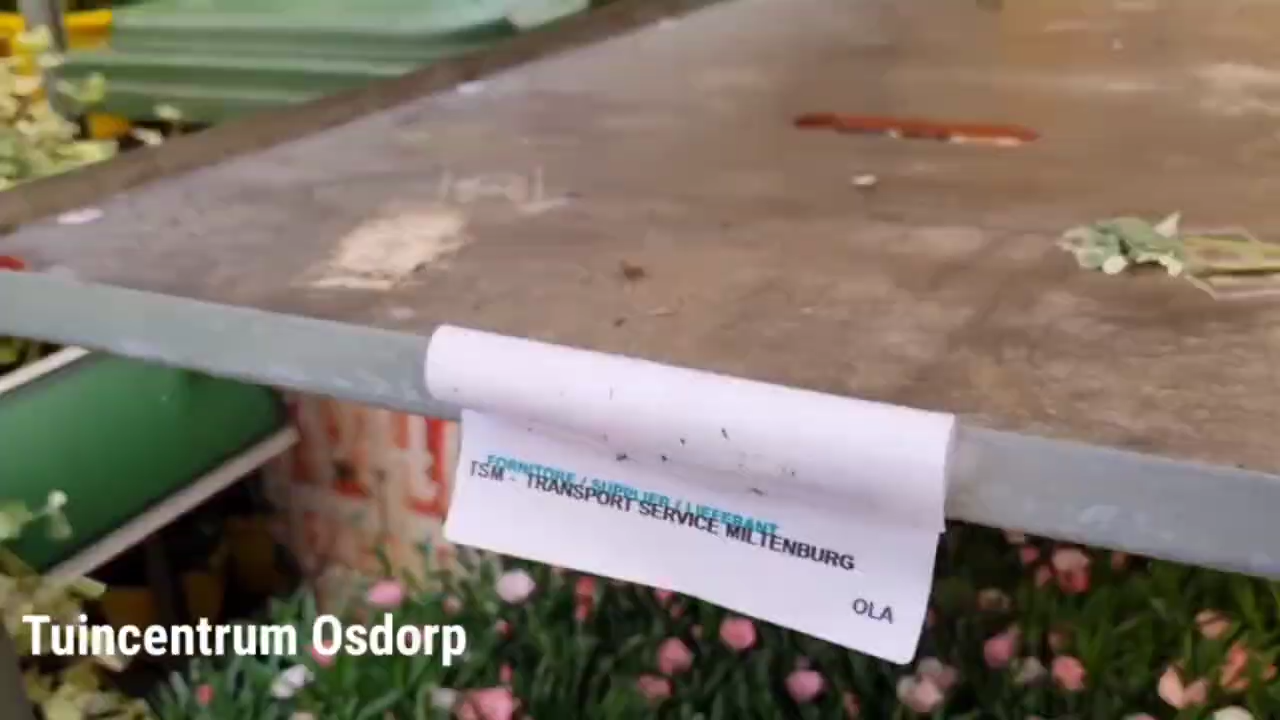 FORNITORE / SUPPLIER / LIEFERANT
TSM - TRANSPORT SERVICE MILTENBURG
OLA
Tuincentrum Osdorp